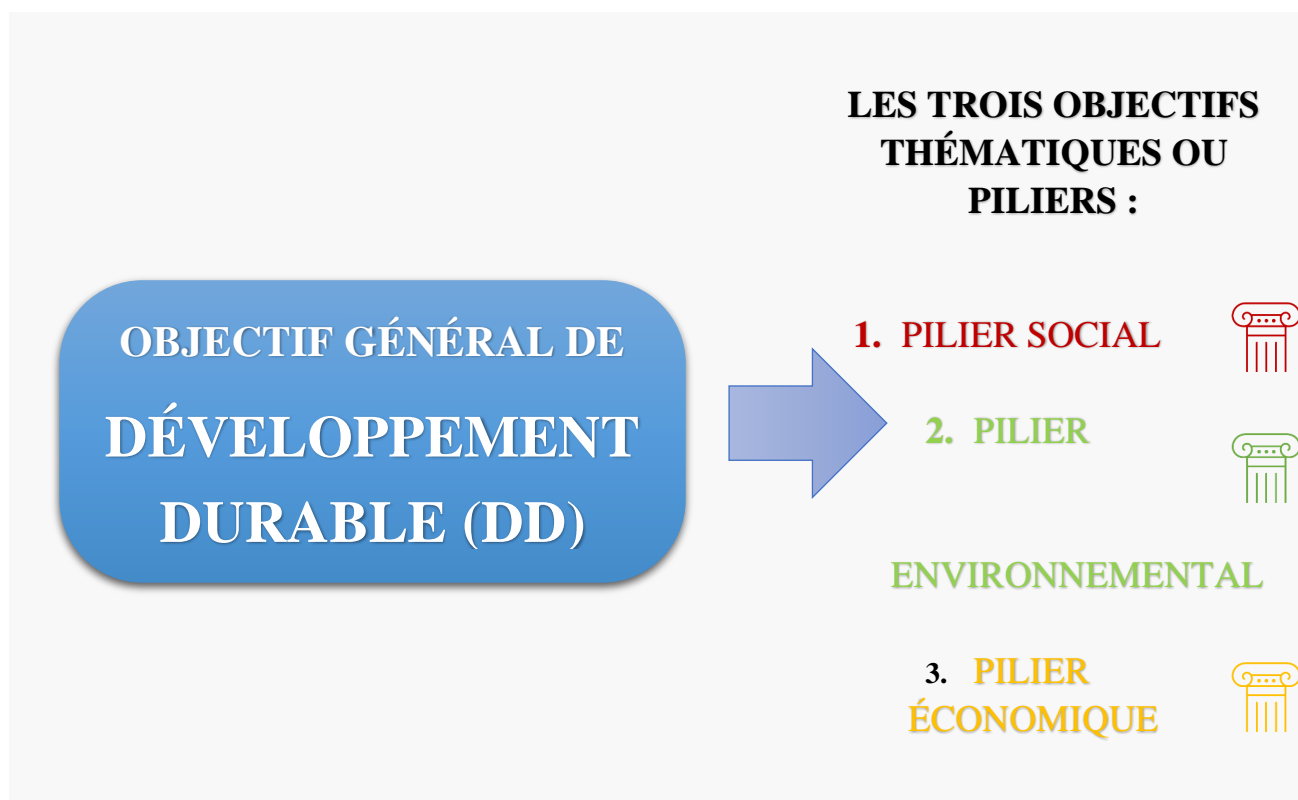 LES TROIS OBJECTIFS
THÉMATIQUES OU
PILIERS :
OBJECTIF GÉNÉRAL DE
DÉVELOPPEMENT
DURABLE (DD)
1. PILIER SOCIAL
2. PILIER
ENVIRONNEMENTAL
3. PILIER
ÉCONOMIQUE